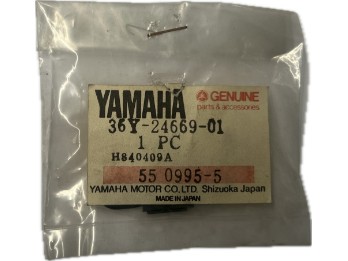 YAMAHA GENUINE
parts & accessories
36Y-24669-01
1 PC
H840409A
55 0995-5
YAMAHA MOTOR CO., LTD. Shizuoka Japan
MADE IN JAPAN